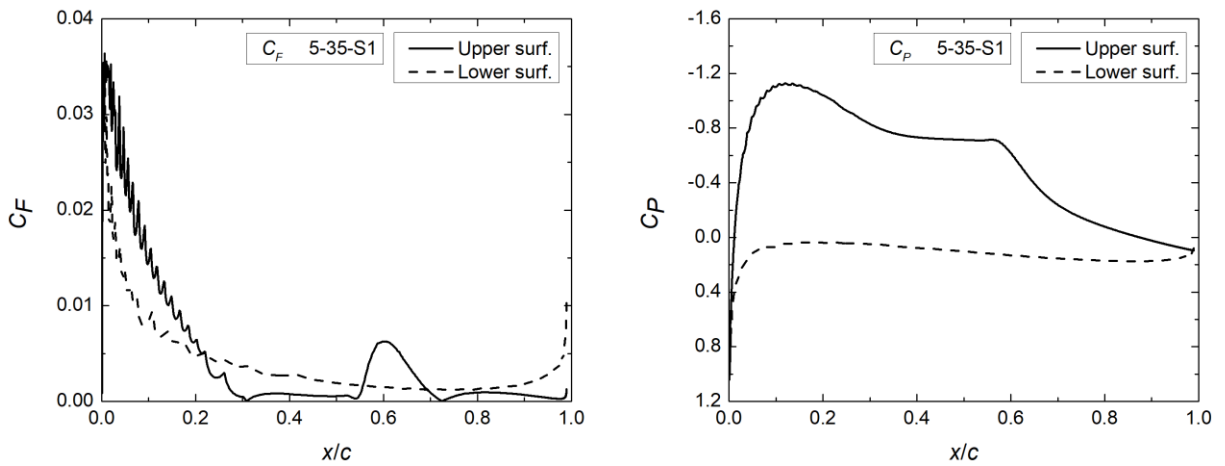 0.04
0.03
0.02
0.01
0.00
C_F
C_F 5-35-S1
Upper surf.
Lower surf.
0.0 0.2 0.4 0.6 0.8 1.0
x/c
-1.6
-1.2
-0.8
-0.4
0.0
0.4
0.8
1.2
C_P
C_P 5-35-S1
Upper surf.
Lower surf.
0.0 0.2 0.4 0.6 0.8 1.0
x/c